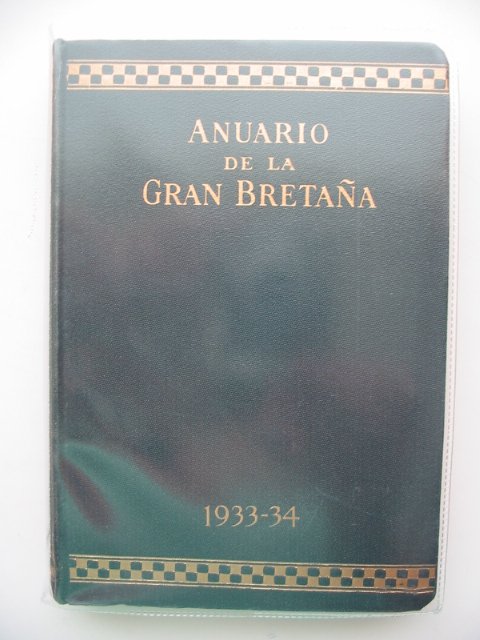 ANUARIO
DE LA
GRAN BRETAÑA
1933-34